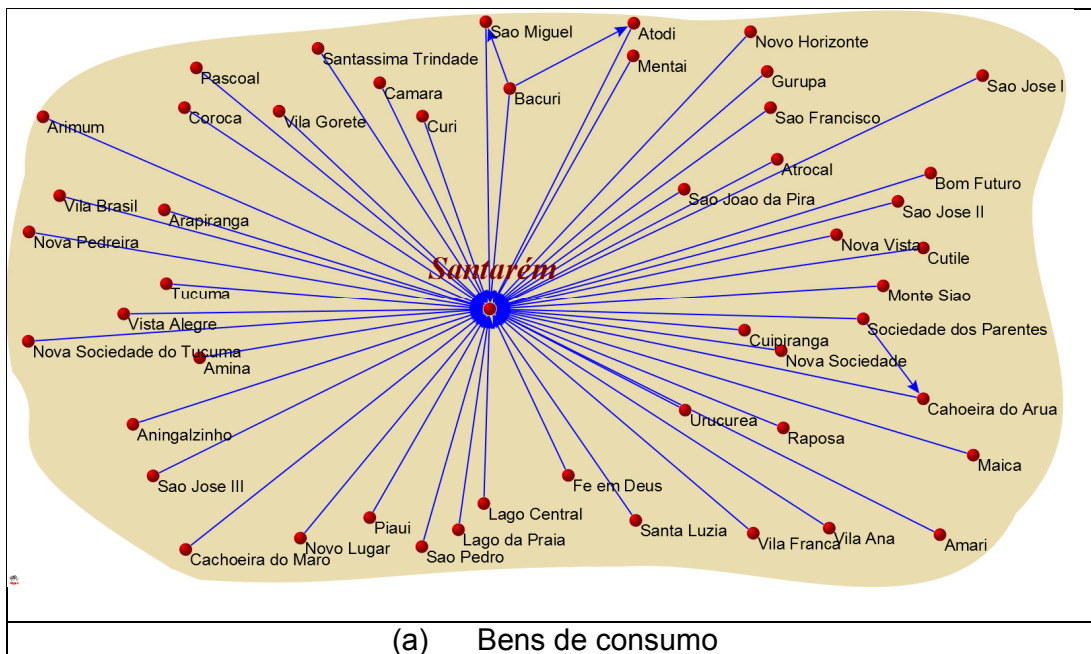 Sao Miguel
Atodi
Novo Horizonte
Santassima Trindade
Mentai
Pascoal
Gurupa
Sao Jose I
Camara
Bacuri
Coroca
Vila Gorete
Curi
Sao Francisco
Arimum
Atrocal
Bom Futuro
Vila Brasil
Sao Joao da Pira
Arapiranga
Sao Jose II
Nova Pedreira
Nova Vista
Cutile
Santarém
Tucuma
Monte Siao
Vista Alegre
Sociedade dos Parentes
Cuipiranga
Nova Sociedade do Tucuma
Nova Sociedade
Amina
Cahoeira do Arua
Urucurea
Aningalzinho
Raposa
Maica
Sao Jose III
Fe em Deus
Lago Central
Piaui
Santa Luzia
Lago da Praia
Vila Franca
Vila Ana
Amari
Novo Lugar
Cachoeira do Maro
Sao Pedro
(a) Bens de consumo